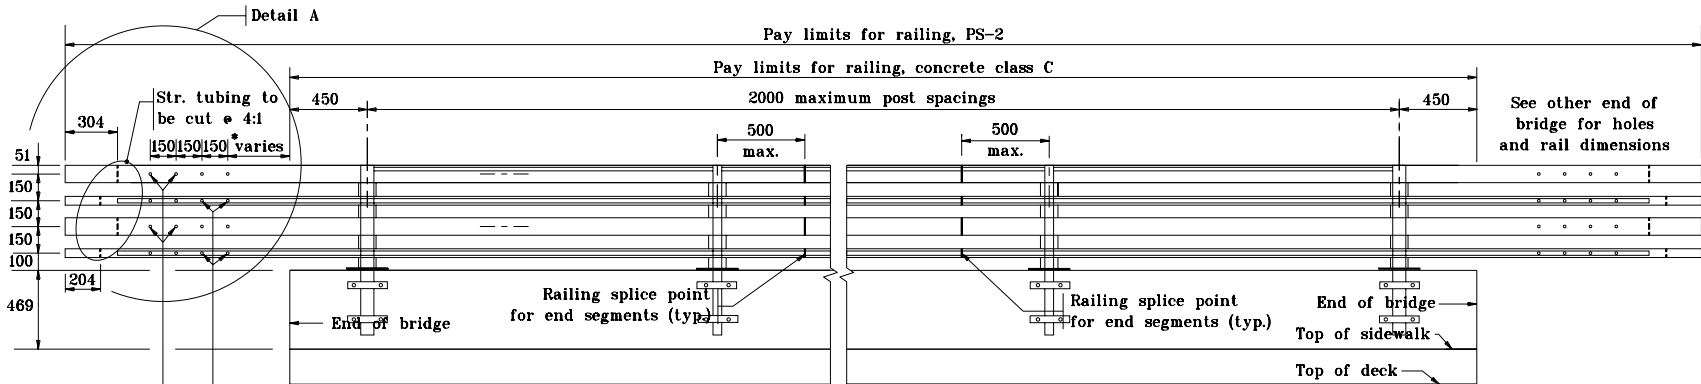 Detail A
Pay limits for railing, PS-2
Pay limits for railing, concrete class C
Str. tubing to
be cut @ 4:1
450
2000 maximum post spacings
450
See other end of
bridge for holes
and rail dimensions
304
150 150 150 * varies
500
max.
500
max.
51
150
150
150
100
204
469
Railing splice point
for end segments (typ.)
Railing splice point
for end segments (typ.)
End of bridge
End of bridge
Top of sidewalk
Top of deck